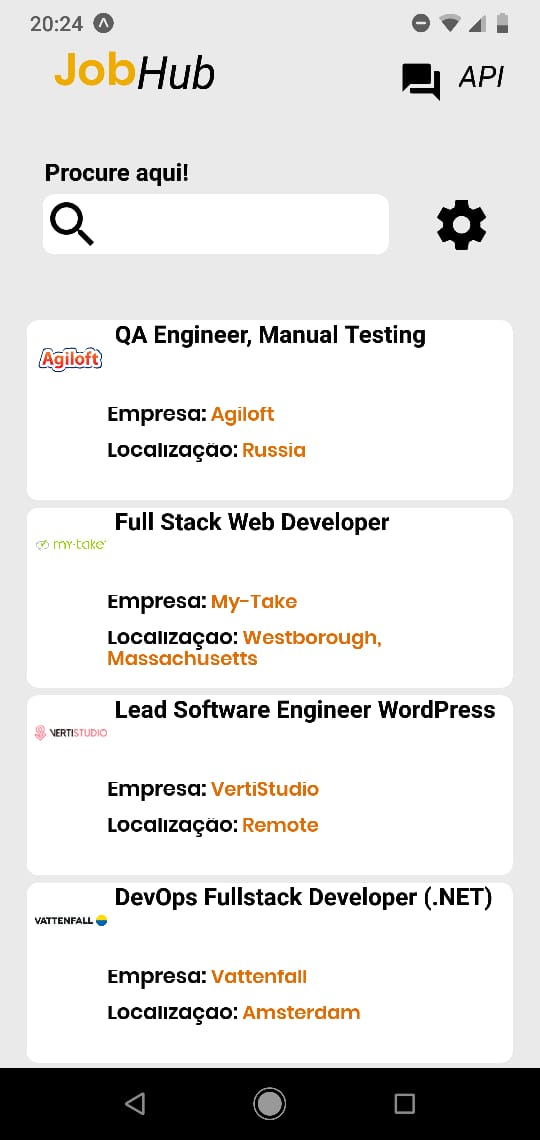 20:24
JobHub
API
Procure aqui!
QA Engineer, Manual Testing
Agiloft
Empresa: Agiloft
Localização: Russia
Full Stack Web Developer
my-take
Empresa: My-Take
Localização: Westborough,
Massachusetts
Lead Software Engineer WordPress
VERTISTUDIO
Empresa: VertiStudio
Localização: Remote
DevOps Fullstack Developer (.NET)
VATTENFALL
Empresa: Vattenfall
Localização: Amsterdam